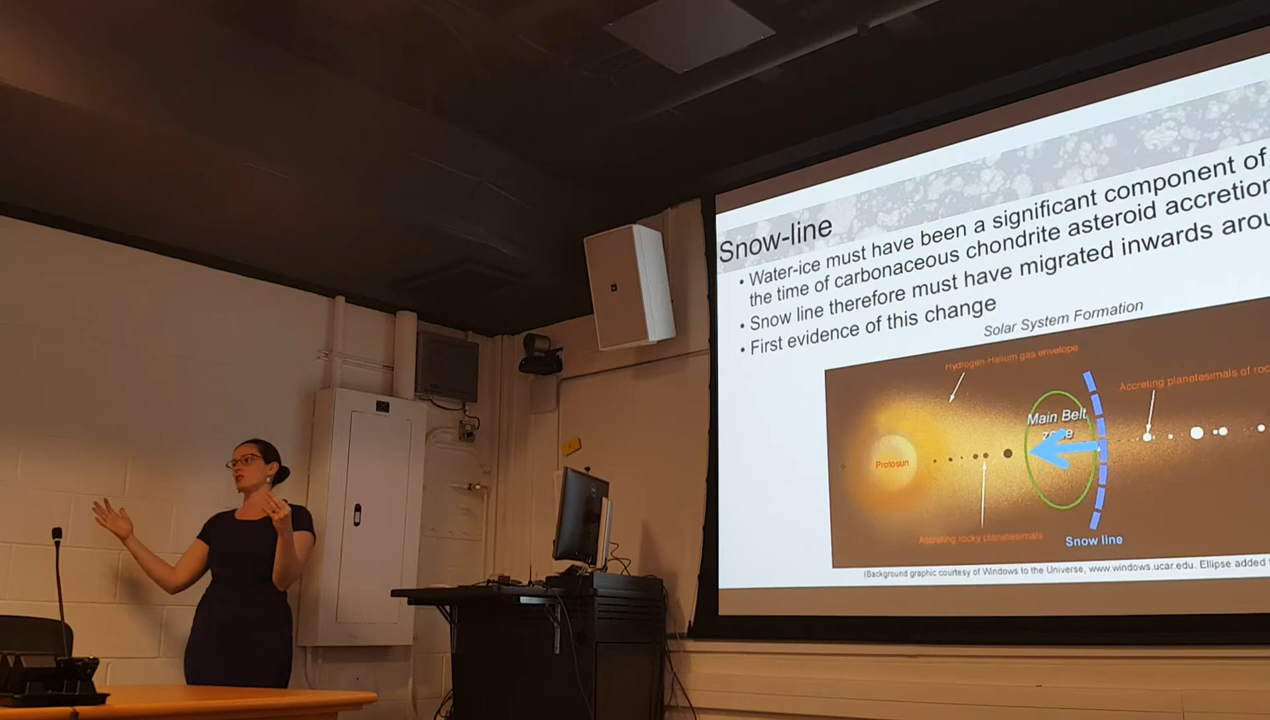 Snow-line
• Water-ice must have been a significant component of
the time of carbonaceous chondrite asteroid accretion
• Snow line therefore must have migrated inwards
• First evidence of this change
Solar System Formation
Hydrogen-Helium gas envelope
Accreting planetesimals of
Main Belt
zone
Protosun
Accreting rocky planetesimals
Snow line
(Background graphic courtesy of Windows to the Universe, www.windows.ucar.edu. Ellipse added